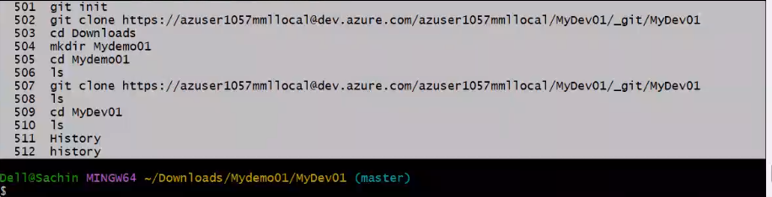 501 git init
502 git clone https://azuser1057mmllocal@dev.azure.com/azuser1057mmllocal/MyDev01/_git/MyDev01
503 cd Downloads
504 mkdir Mydemo01
505 cd Mydemo01
506 ls
507 git clone https://azuser1057mmllocal@dev.azure.com/azuser1057mmllocal/MyDev01/_git/MyDev01
508 ls
509 cd MyDev01
510 ls
511 History
512 history
Dell@Sachin MINGW64 ~/Downloads/Mydemo01/MyDev01 (master)
$